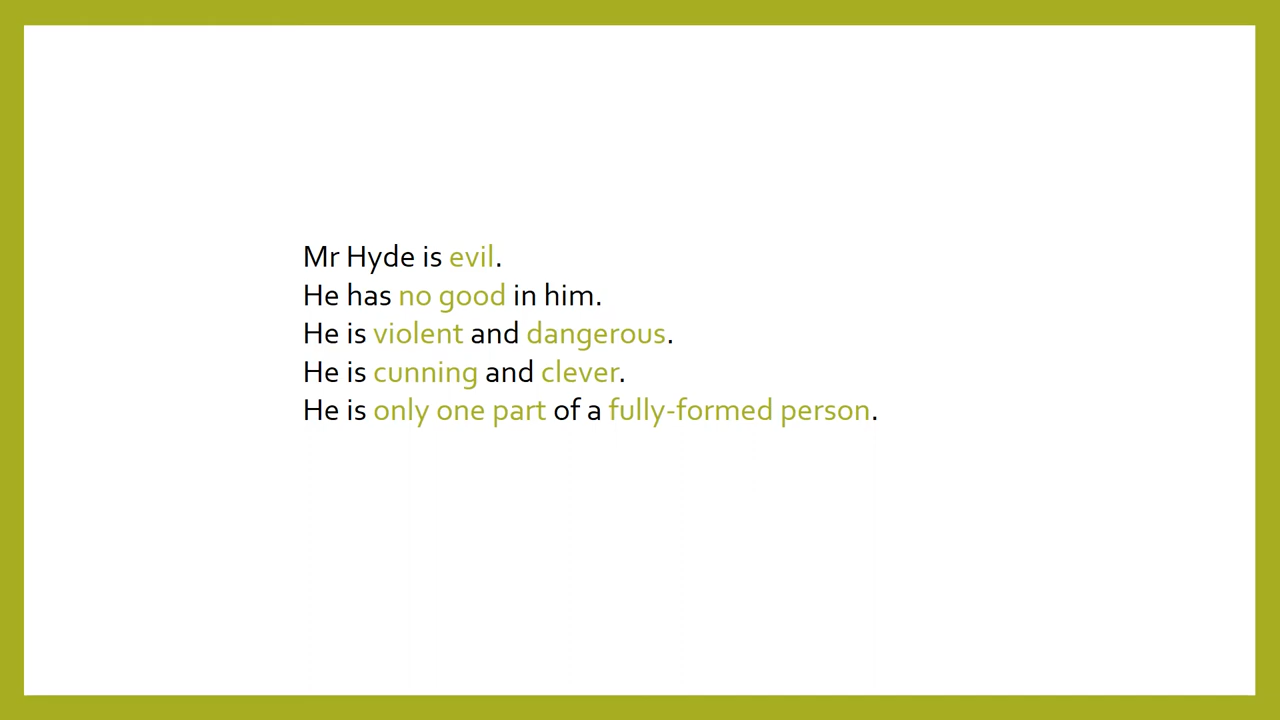 Mr Hyde is evil.
He has no good in him.
He is violent and dangerous.
He is cunning and clever.
He is only one part of a fully-formed person.